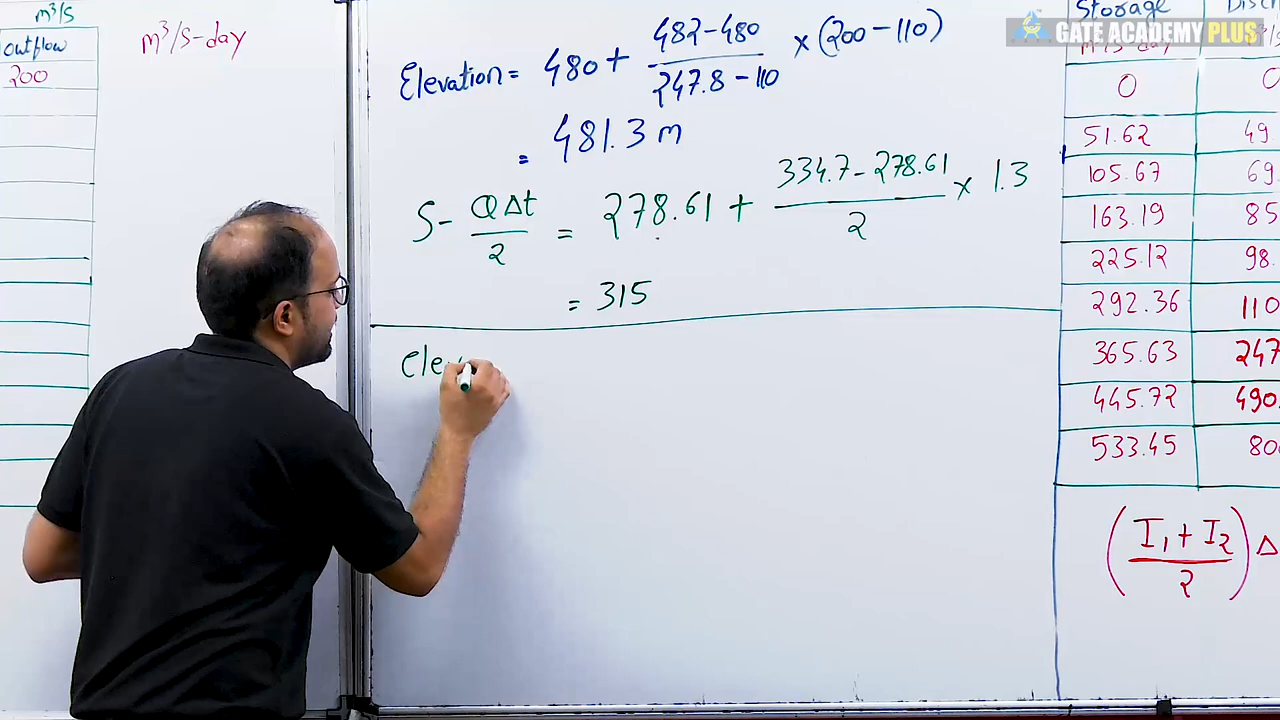 m³/s
outflow
200
m³/s-day
Elevation = 480 + (482-480)/(247.8-110) × (200-110)
= 481.3 m
S - QΔt/2 = 278.61 + (334.7-278.61)/2 × 1.3
= 315
Elev
Storage
m³/s-day
0 0
51.62 49
105.67 69.
163.19 85
225.12 98.
292.36 110
365.63 247
445.72 490.
533.45 80
((I₁ + I₂)/2) Δ
GATE ACADEMY PLUS